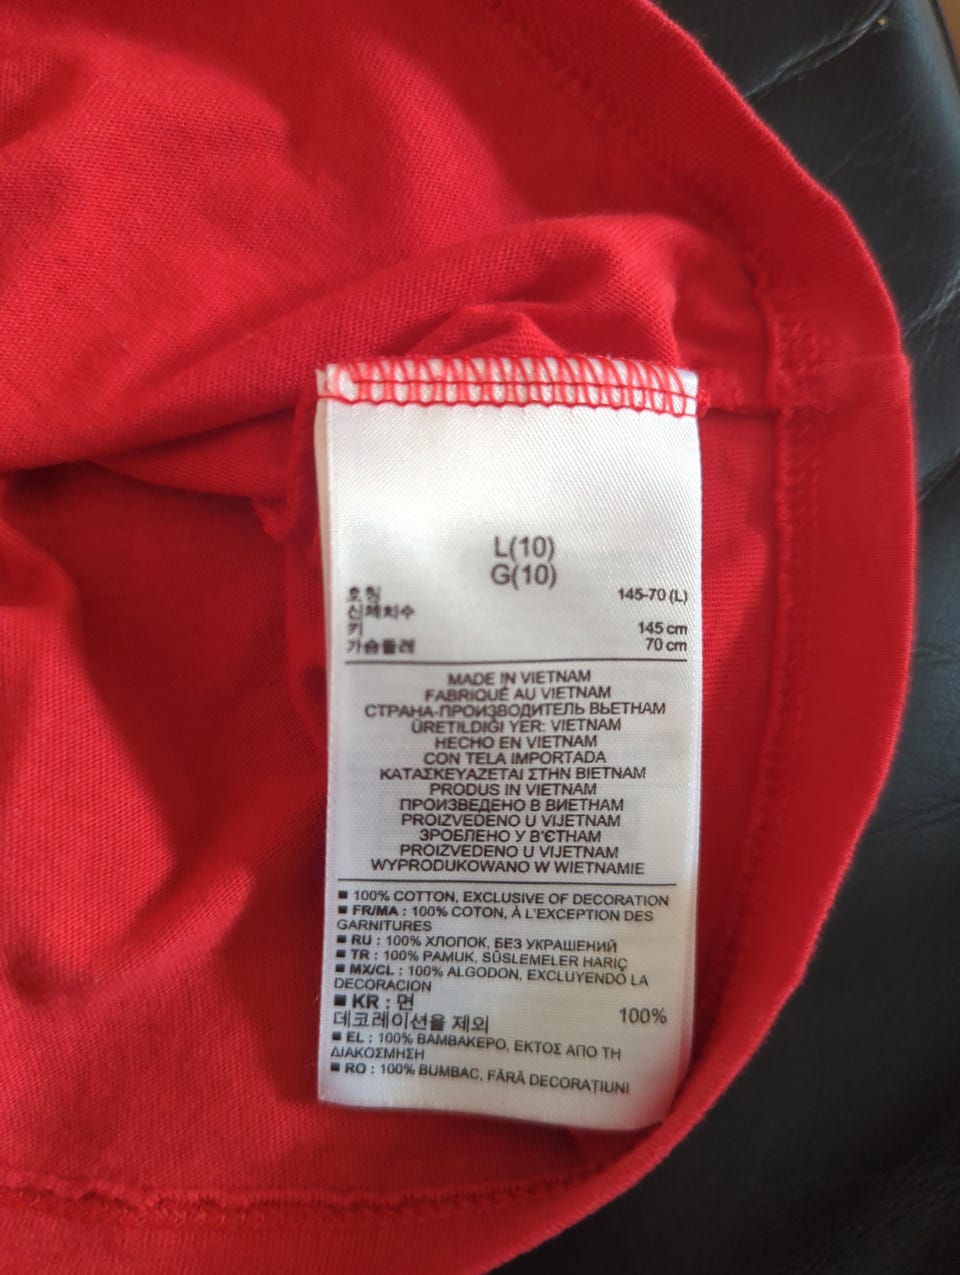 L(10)
G(10)
호칭 145-70 (L)
신체치수
키 145 cm
가슴둘레 70 cm
MADE IN VIETNAM
FABRIQUÉ AU VIETNAM
СТРАНА-ПРОИЗВОДИТЕЛЬ ВЬЕТНАМ
ÜRETILDIĞI YER: VIETNAM
HECHO EN VIETNAM
CON TELA IMPORTADA
ΚΑΤΑΣΚΕΥΑΖΕΤΑΙ ΣΤΗΝ ΒΙΕΤΝΑΜ
PRODUS IN VIETNAM
ПРОИЗВЕДЕНО В ВИЕТНАМ
PROIZVEDENO U VIJETNAM
ЗРОБЛЕНО У В'ЄТНАМ
PROIZVEDENO U VIJETNAM
WYPRODUKOWANO W WIETNAMIE
■ 100% COTTON, EXCLUSIVE OF DECORATION
■ FR/MA : 100% COTON, À L'EXCEPTION DES
GARNITURES
■ RU : 100% ХЛОПОК, БЕЗ УКРАШЕНИЙ
■ TR : 100% PAMUK, SÜSLEMELER HARIÇ
■ MX/CL : 100% ALGODON, EXCLUYENDO LA
DECORACION
■ KR : 면 100%
데코레이션을 제외
■ EL : 100% ΒΑΜΒΑΚΕΡΟ, ΕΚΤΟΣ ΑΠΟ ΤΗ
ΔΙΑΚΟΣΜΗΣΗ
■ RO : 100% BUMBAC, FĂRĂ DECORAȚIUNI